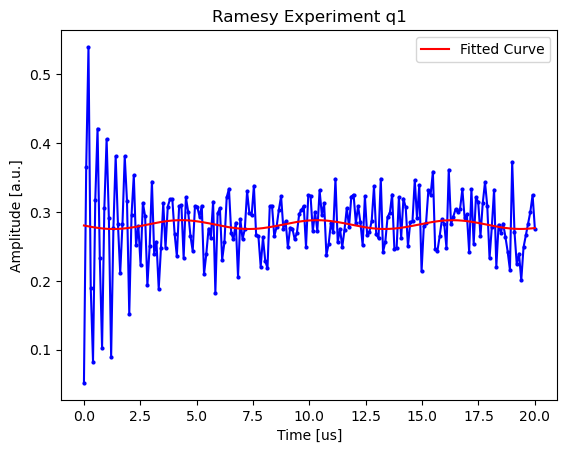 Ramesy Experiment q1
Fitted Curve
Amplitude [a.u.]
0.5
0.4
0.3
0.2
0.1
0.0 2.5 5.0 7.5 10.0 12.5 15.0 17.5 20.0
Time [us]